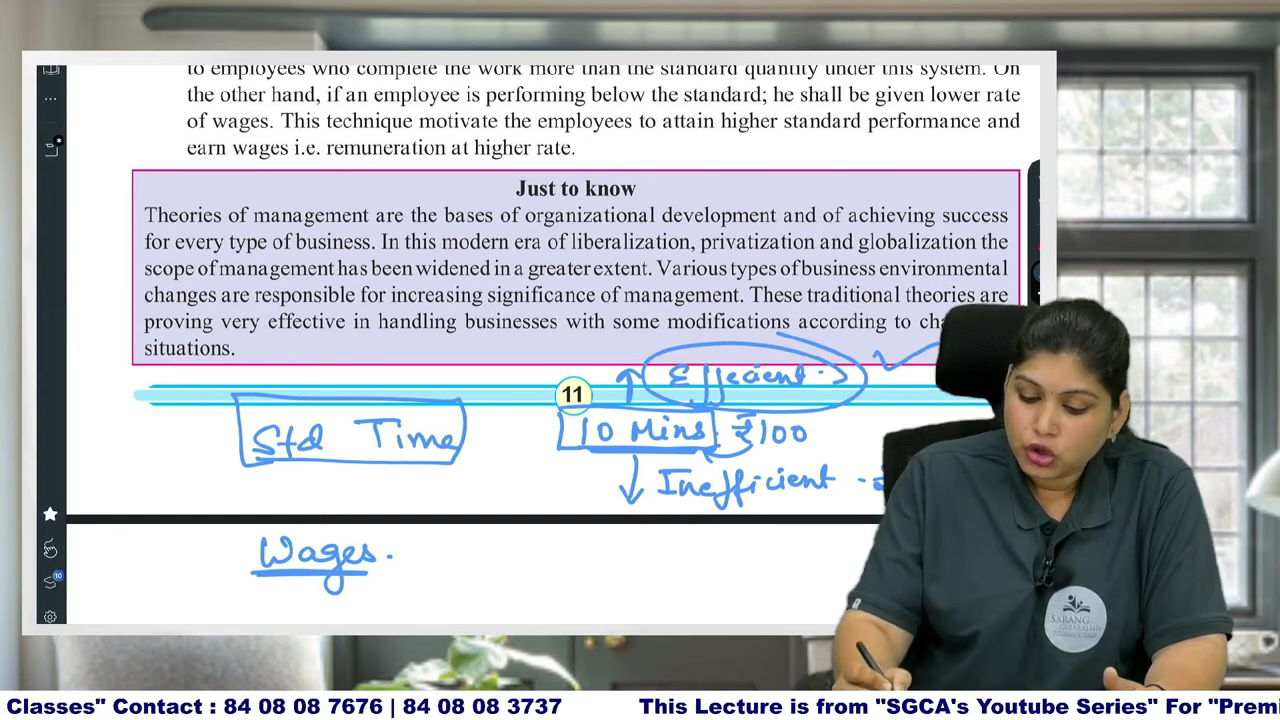 to employees who complete the work more than the standard quantity under this system. On
the other hand, if an employee is performing below the standard; he shall be given lower rate
of wages. This technique motivate the employees to attain higher standard performance and
earn wages i.e. remuneration at higher rate.
Just to know
Theories of management are the bases of organizational development and of achieving success
for every type of business. In this modern era of liberalization, privatization and globalization the
scope of management has been widened in a greater extent. Various types of business environmental
changes are responsible for increasing significance of management. These traditional theories are
proving very effective in handling businesses with some modifications according to
situations.
Efficient
11
Std Time
10 Mins ₹100
Inefficient
Wages.
10
SARANG
Classes" Contact : 84 08 08 7676 | 84 08 08 3737 This Lecture is from "SGCA's Youtube Series" For "Premi